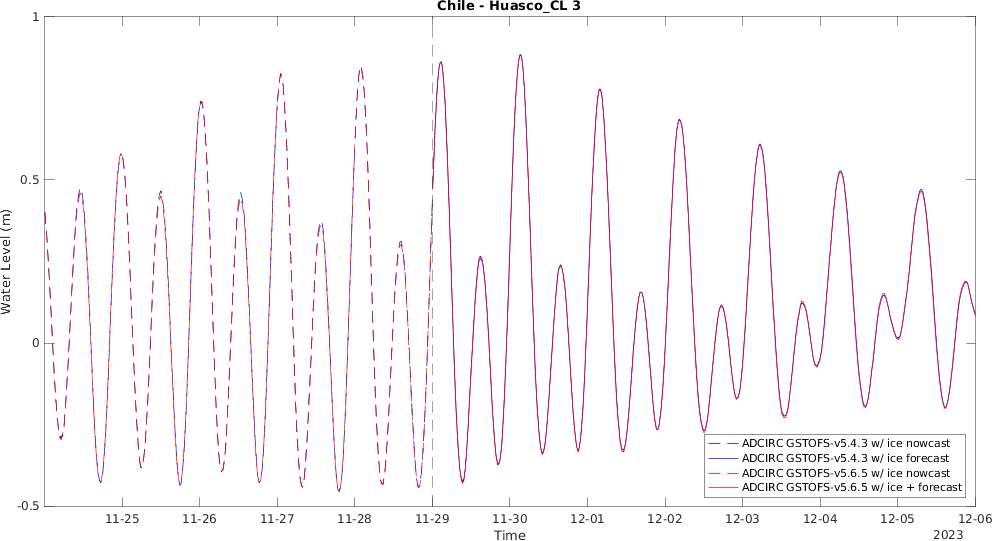 Chile - Huasco_CL 3
1
0.5
0
-0.5
Water Level (m)
ADCIRC GSTOFS-v5.4.3 w/ ice nowcast
ADCIRC GSTOFS-v5.4.3 w/ ice forecast
ADCIRC GSTOFS-v5.6.5 w/ ice nowcast
ADCIRC GSTOFS-v5.6.5 w/ ice + forecast
11-25 11-26 11-27 11-28 11-29 11-30 12-01 12-02 12-03 12-04 12-05 12-06
Time
2023